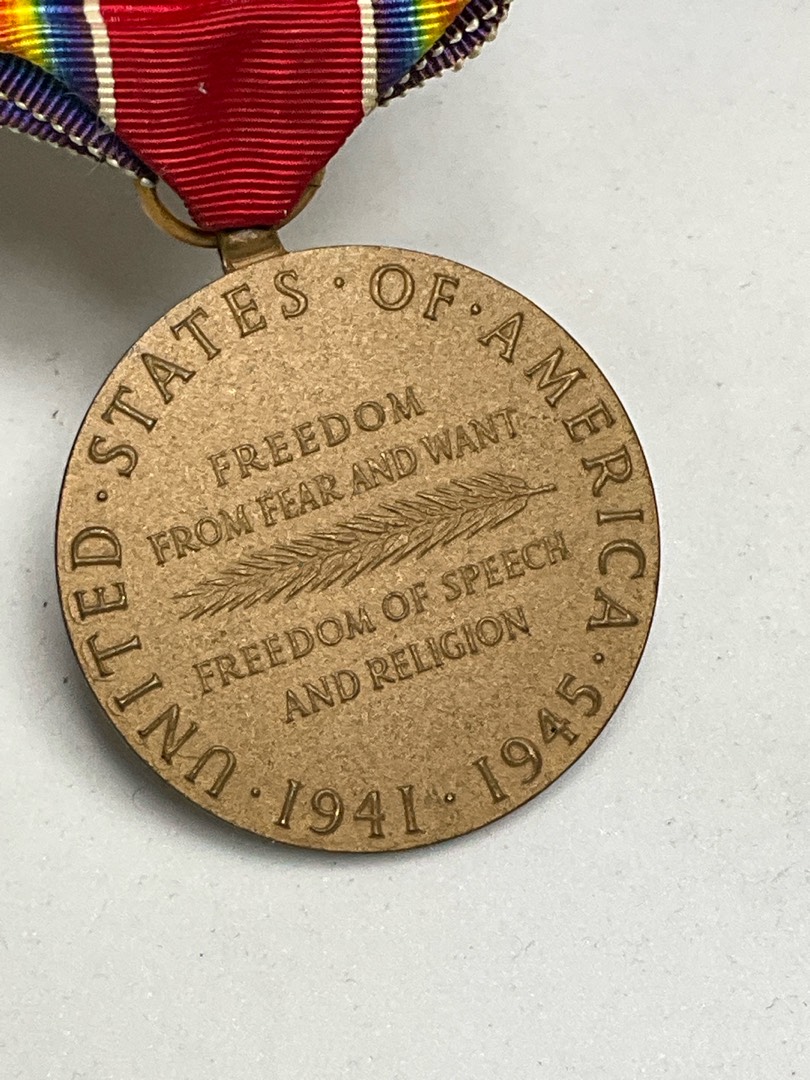 UNITED · STATES · OF · AMERICA · 1941 · 1945
FREEDOM
FROM FEAR AND WANT
FREEDOM OF SPEECH
AND RELIGION